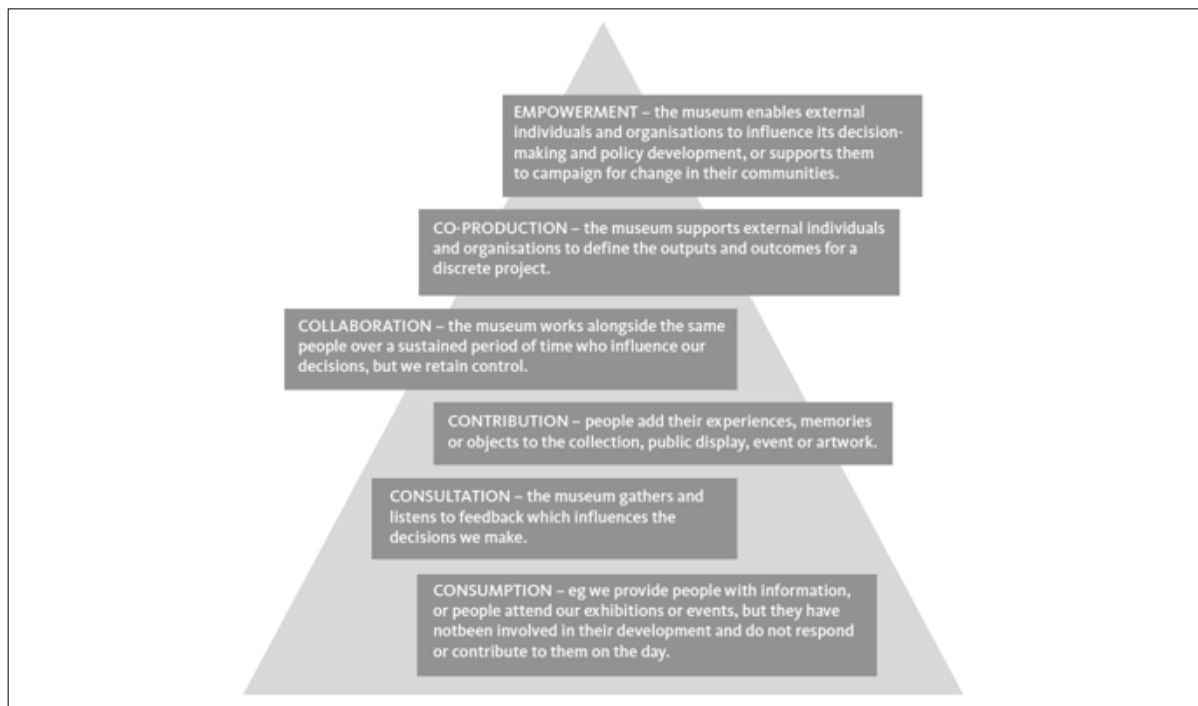 EMPOWERMENT – the museum enables external
individuals and organisations to influence its decision-
making and policy development, or supports them
to campaign for change in their communities.
CO-PRODUCTION – the museum supports external individuals
and organisations to define the outputs and outcomes for a
discrete project.
COLLABORATION – the museum works alongside the same
people over a sustained period of time who influence our
decisions, but we retain control.
CONTRIBUTION – people add their experiences, memories
or objects to the collection, public display, event or artwork.
CONSULTATION – the museum gathers and
listens to feedback which influences the
decisions we make.
CONSUMPTION – eg we provide people with information,
or people attend our exhibitions or events, but they have
notbeen involved in their development and do not respond
or contribute to them on the day.